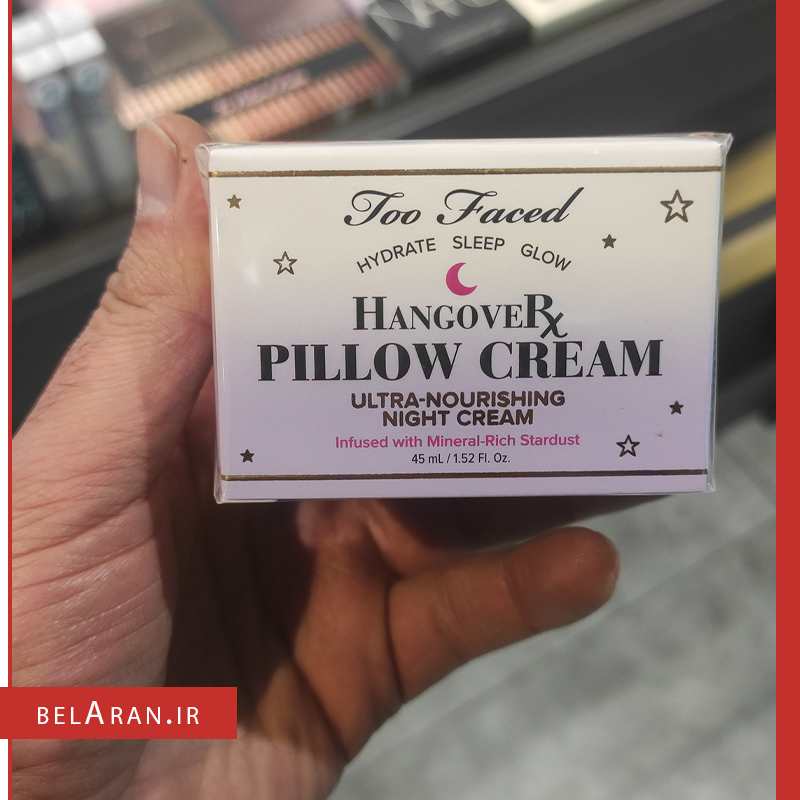 NARS
Too Faced
HYDRATE SLEEP GLOW
HANGOVERX
PILLOW CREAM
ULTRA-NOURISHING
NIGHT CREAM
Infused with Mineral-Rich Stardust
45 mL / 1.52 Fl. Oz.
BELARAN.IR